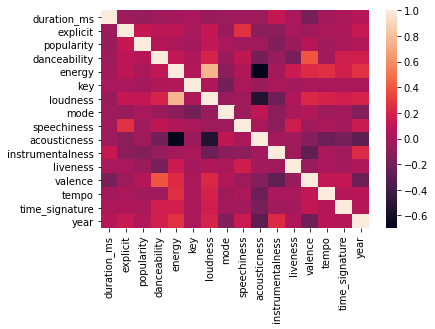 duration_ms
explicit
popularity
danceability
energy
key
loudness
mode
speechiness
acousticness
instrumentalness
liveness
valence
tempo
time_signature
year
duration_ms
explicit
popularity
danceability
energy
key
loudness
mode
speechiness
acousticness
instrumentalness
liveness
valence
tempo
time_signature
year
1.0
0.8
0.6
0.4
0.2
0.0
−0.2
−0.4
−0.6